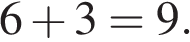 6 + 3 = 9.